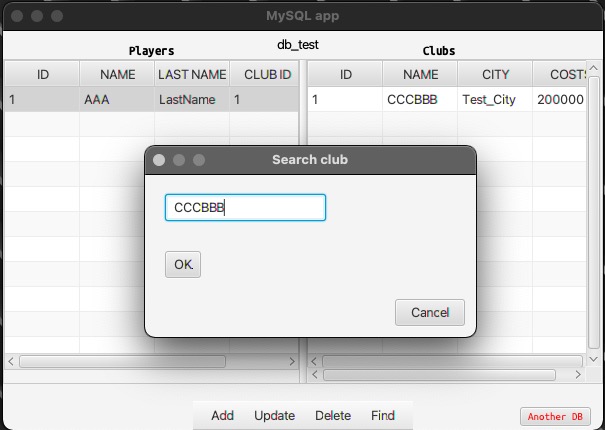 MySQL app
db_test
Players Clubs
ID NAME LAST NAME CLUB ID ID NAME CITY COSTS
1 AAA LastName 1 1 CCCBBB Test_City 200000
Search club
CCCBBB
OK
Cancel
Add Update Delete Find
Another DB